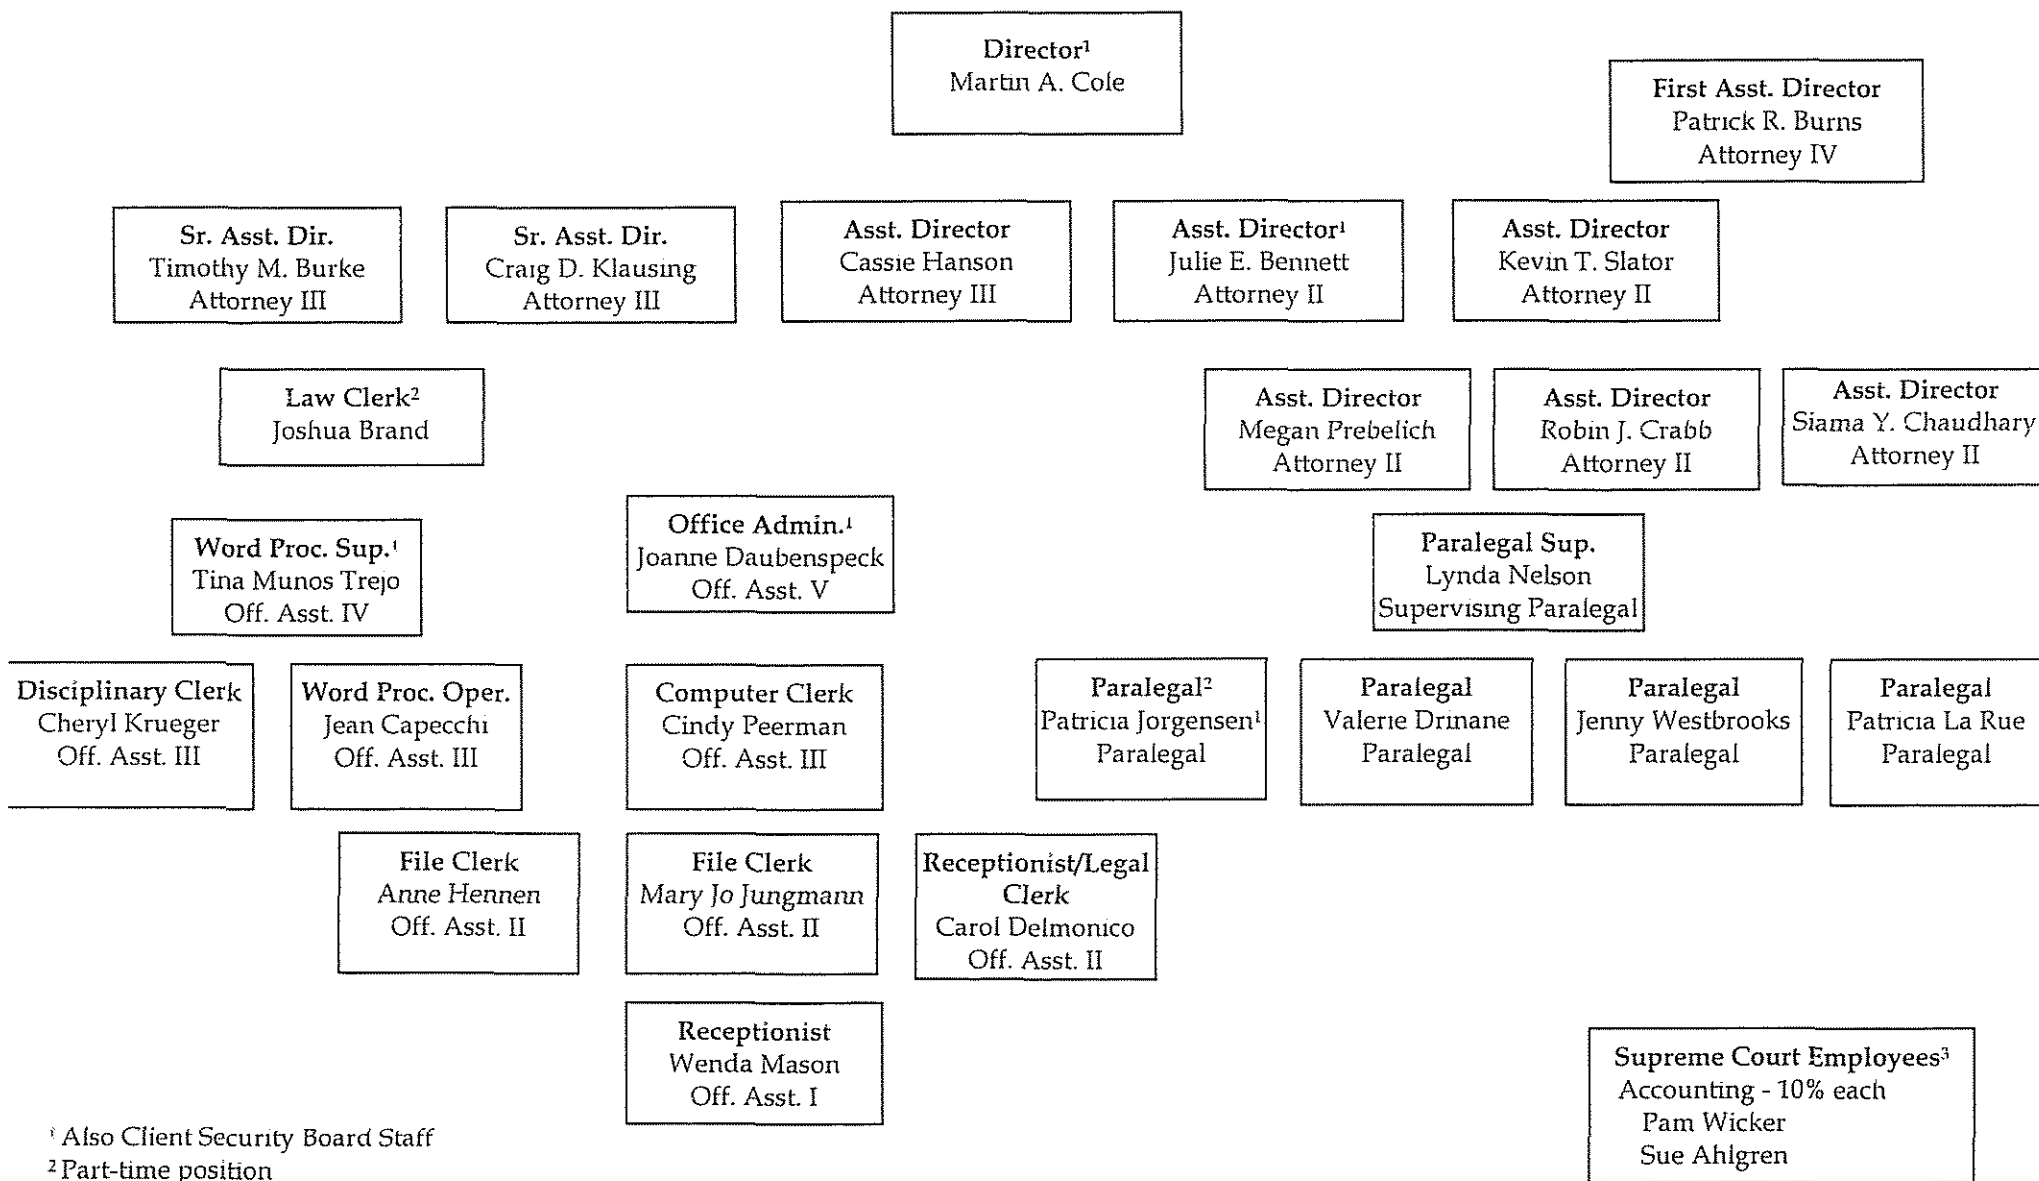 Director¹
Martin A. Cole
First Asst. Director
Patrick R. Burns
Attorney IV
Sr. Asst. Dir.
Timothy M. Burke
Attorney III
Sr. Asst. Dir.
Craig D. Klausing
Attorney III
Asst. Director
Cassie Hanson
Attorney III
Asst. Director¹
Julie E. Bennett
Attorney II
Asst. Director
Kevin T. Slator
Attorney II
Law Clerk²
Joshua Brand
Asst. Director
Megan Prebelich
Attorney II
Asst. Director
Robin J. Crabb
Attorney II
Asst. Director
Siama Y. Chaudhary
Attorney II
Word Proc. Sup.¹
Tina Munos Trejo
Off. Asst. IV
Office Admin.¹
Joanne Daubenspeck
Off. Asst. V
Paralegal Sup.
Lynda Nelson
Supervising Paralegal
Disciplinary Clerk
Cheryl Krueger
Off. Asst. III
Word Proc. Oper.
Jean Capecchi
Off. Asst. III
Computer Clerk
Cindy Peerman
Off. Asst. III
Paralegal²
Patricia Jorgensen¹
Paralegal
Paralegal
Valerie Drinane
Paralegal
Paralegal
Jenny Westbrooks
Paralegal
Paralegal
Patricia La Rue
Paralegal
File Clerk
Anne Hennen
Off. Asst. II
File Clerk
Mary Jo Jungmann
Off. Asst. II
Receptionist/Legal
Clerk
Carol Delmonico
Off. Asst. II
Receptionist
Wenda Mason
Off. Asst. I
Supreme Court Employees³
Accounting - 10% each
Pam Wicker
Sue Ahlgren
¹ Also Client Security Board Staff
² Part-time position